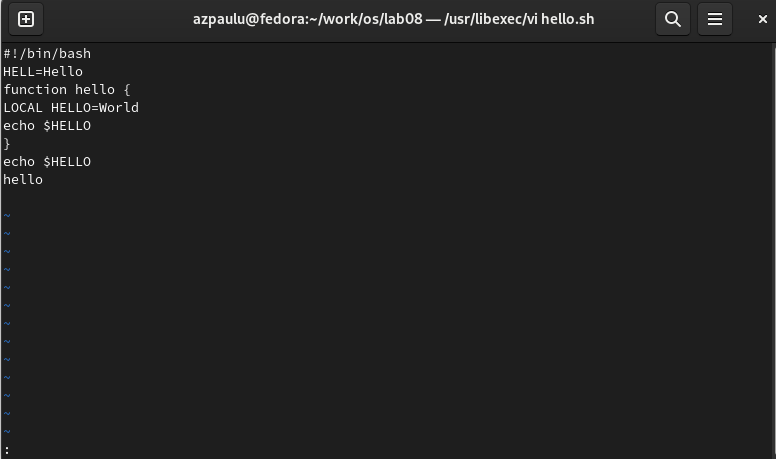 azpaulu@fedora:~/work/os/lab08 — /usr/libexec/vi hello.sh
#!/bin/bash
HELL=Hello
function hello {
LOCAL HELLO=World
echo $HELLO
}
echo $HELLO
hello
~
~
~
~
~
~
~
~
~
~
~
~
~
: